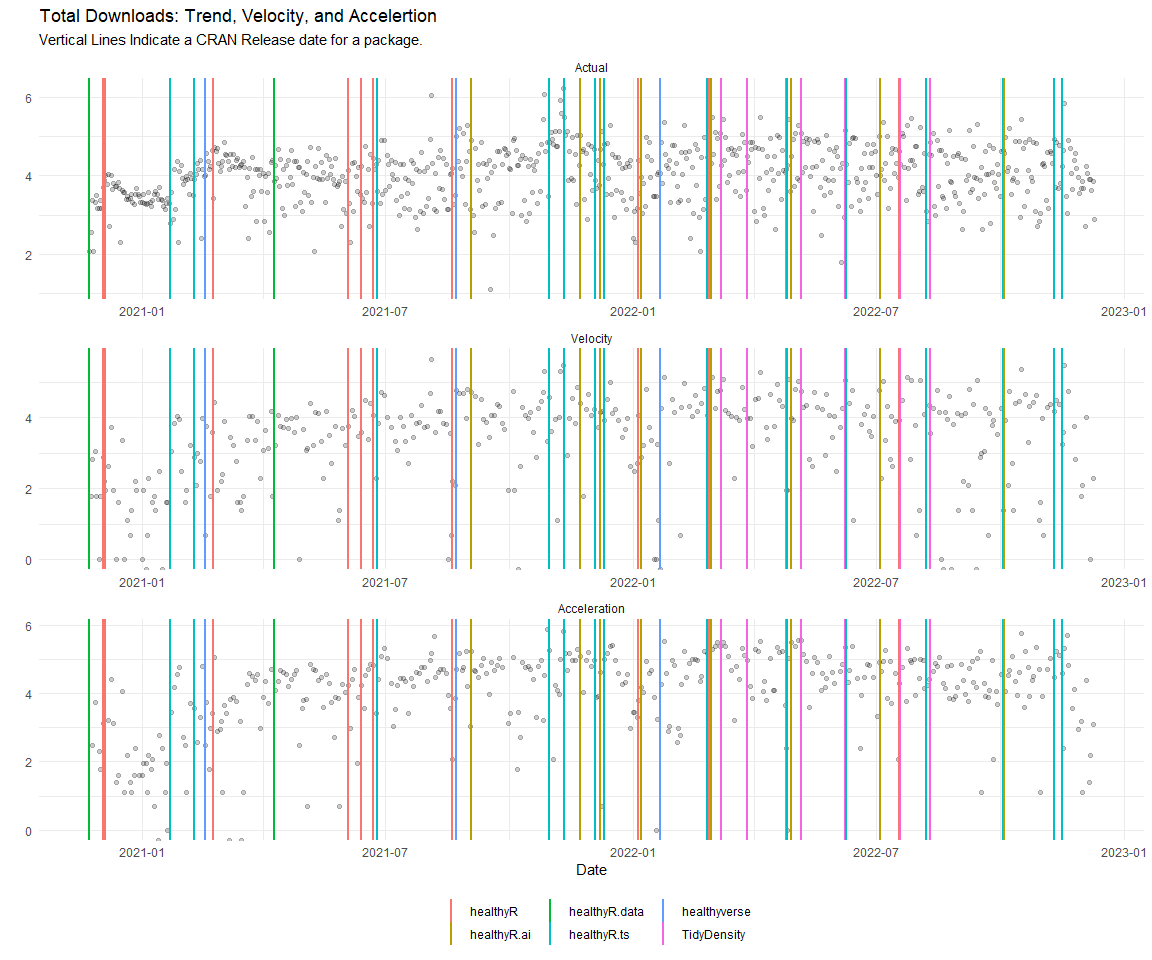 Total Downloads: Trend, Velocity, and Accelertion
Vertical Lines Indicate a CRAN Release date for a package.
Actual
6
4
2
2021-01 2021-07 2022-01 2022-07 2023-01
Velocity
4
2
0
2021-01 2021-07 2022-01 2022-07 2023-01
Acceleration
6
4
2
0
2021-01 2021-07 2022-01 2022-07 2023-01
Date
healthyR healthyR.data healthyverse
healthyR.ai healthyR.ts TidyDensity